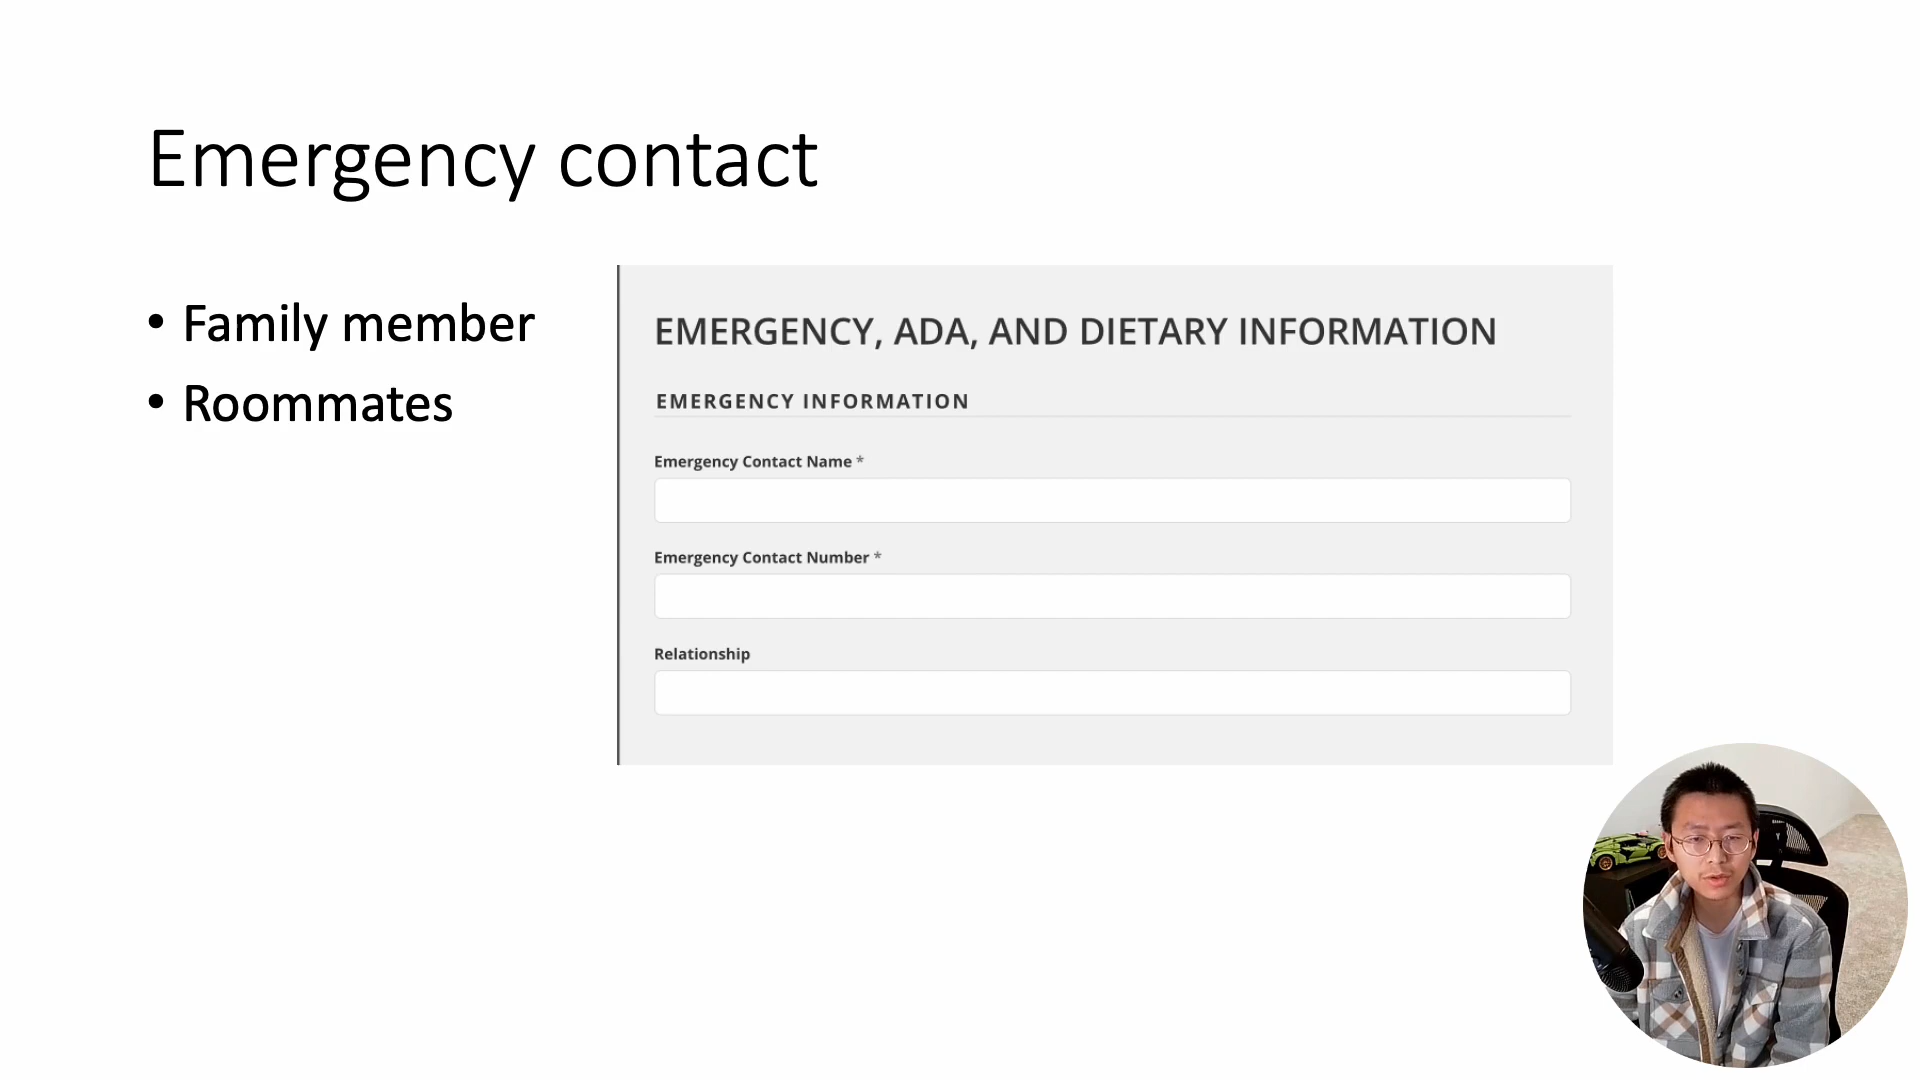 Emergency contact
• Family member
• Roommates
EMERGENCY, ADA, AND DIETARY INFORMATION
EMERGENCY INFORMATION
Emergency Contact Name *
Emergency Contact Number *
Relationship